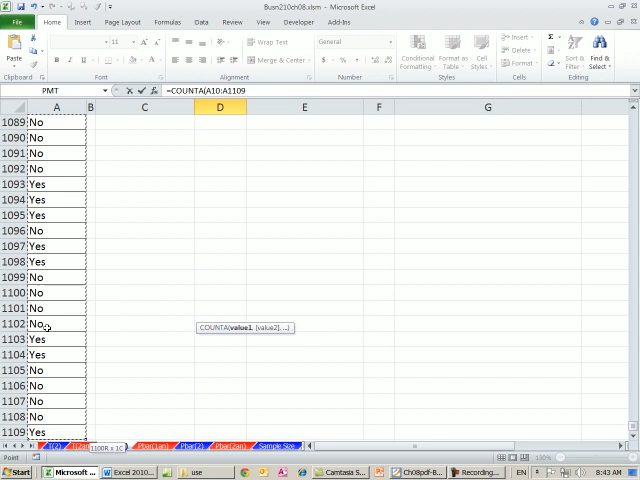 Busn210ch08.xlsm - Microsoft Excel
File Home Insert Page Layout Formulas Data Review View Developer Add-Ins
Paste
11
General
Wrap Text
Merge & Center
Conditional Formatting
Format as Table
Cell Styles
Insert
Delete
Format
Sort & Filter
Find & Select
Clipboard Font Alignment Number Styles Cells Editing
PMT =COUNTA(A10:A1109
A B C D E F G
1089 No
1090 No
1091 No
1092 No
1093 Yes
1094 Yes
1095 Yes
1096 No
1097 Yes
1098 Yes
1099 No
1100 No
1101 No
1102 No
COUNTA(value1, [value2], ...)
1103 Yes
1104 Yes
1105 No
1106 No
1107 No
1108 No
1109 Yes
1100R x 1C
Pbar(1an) Pbar(2) Pbar(2an) Sample Size
Point 100%
Start Microsoft ... Excel 2010... use Camtasia S... Ch08pdf-B... Recording... EN 8:43 AM